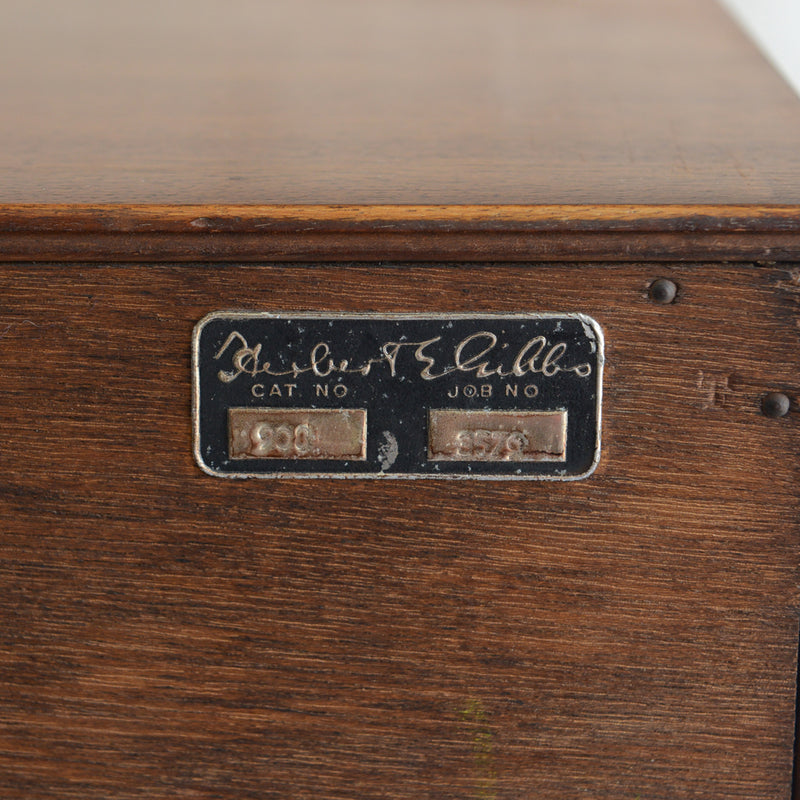 Herbert E Gibbs
CAT. NO JOB NO
900